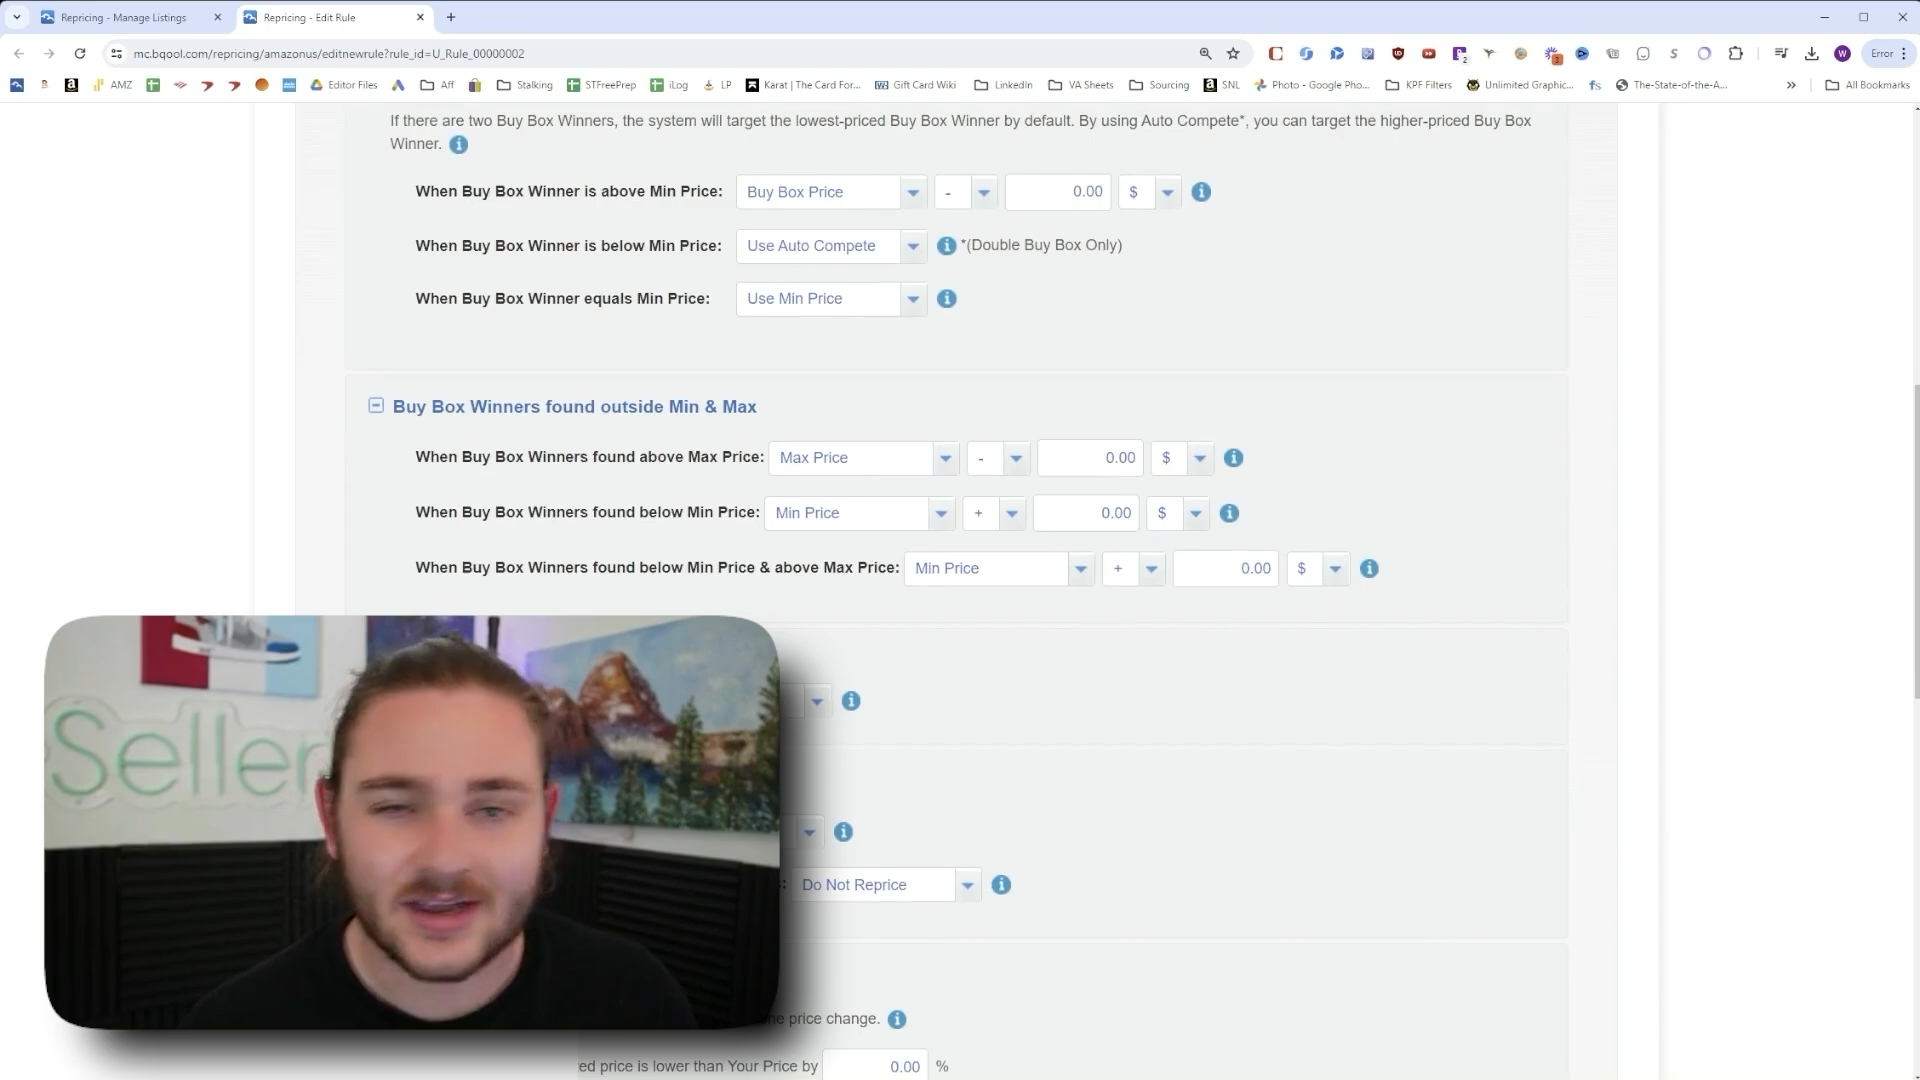 Repricing - Manage Listings
Repricing - Edit Rule
mc.bqool.com/repricing/amazonus/editnewrule?rule_id=U_Rule_00000002
Error
AMZ
Editor Files
Aff
Stalking
STFreePrep
iLog
LP
Karat | The Card For...
Gift Card Wiki
LinkedIn
VA Sheets
Sourcing
SNL
Photo - Google Pho...
KPF Filters
Unlimited Graphic...
The-State-of-the-A...
All Bookmarks
If there are two Buy Box Winners, the system will target the lowest-priced Buy Box Winner by default. By using Auto Compete*, you can target the higher-priced Buy Box
Winner.
When Buy Box Winner is above Min Price: Buy Box Price - 0.00 $
When Buy Box Winner is below Min Price: Use Auto Compete *(Double Buy Box Only)
When Buy Box Winner equals Min Price: Use Min Price
Buy Box Winners found outside Min & Max
When Buy Box Winners found above Max Price: Max Price - 0.00 $
When Buy Box Winners found below Min Price: Min Price + 0.00 $
When Buy Box Winners found below Min Price & above Max Price: Min Price + 0.00 $
Seller
: Do Not Reprice
price change.
price is lower than Your Price by 0.00 %